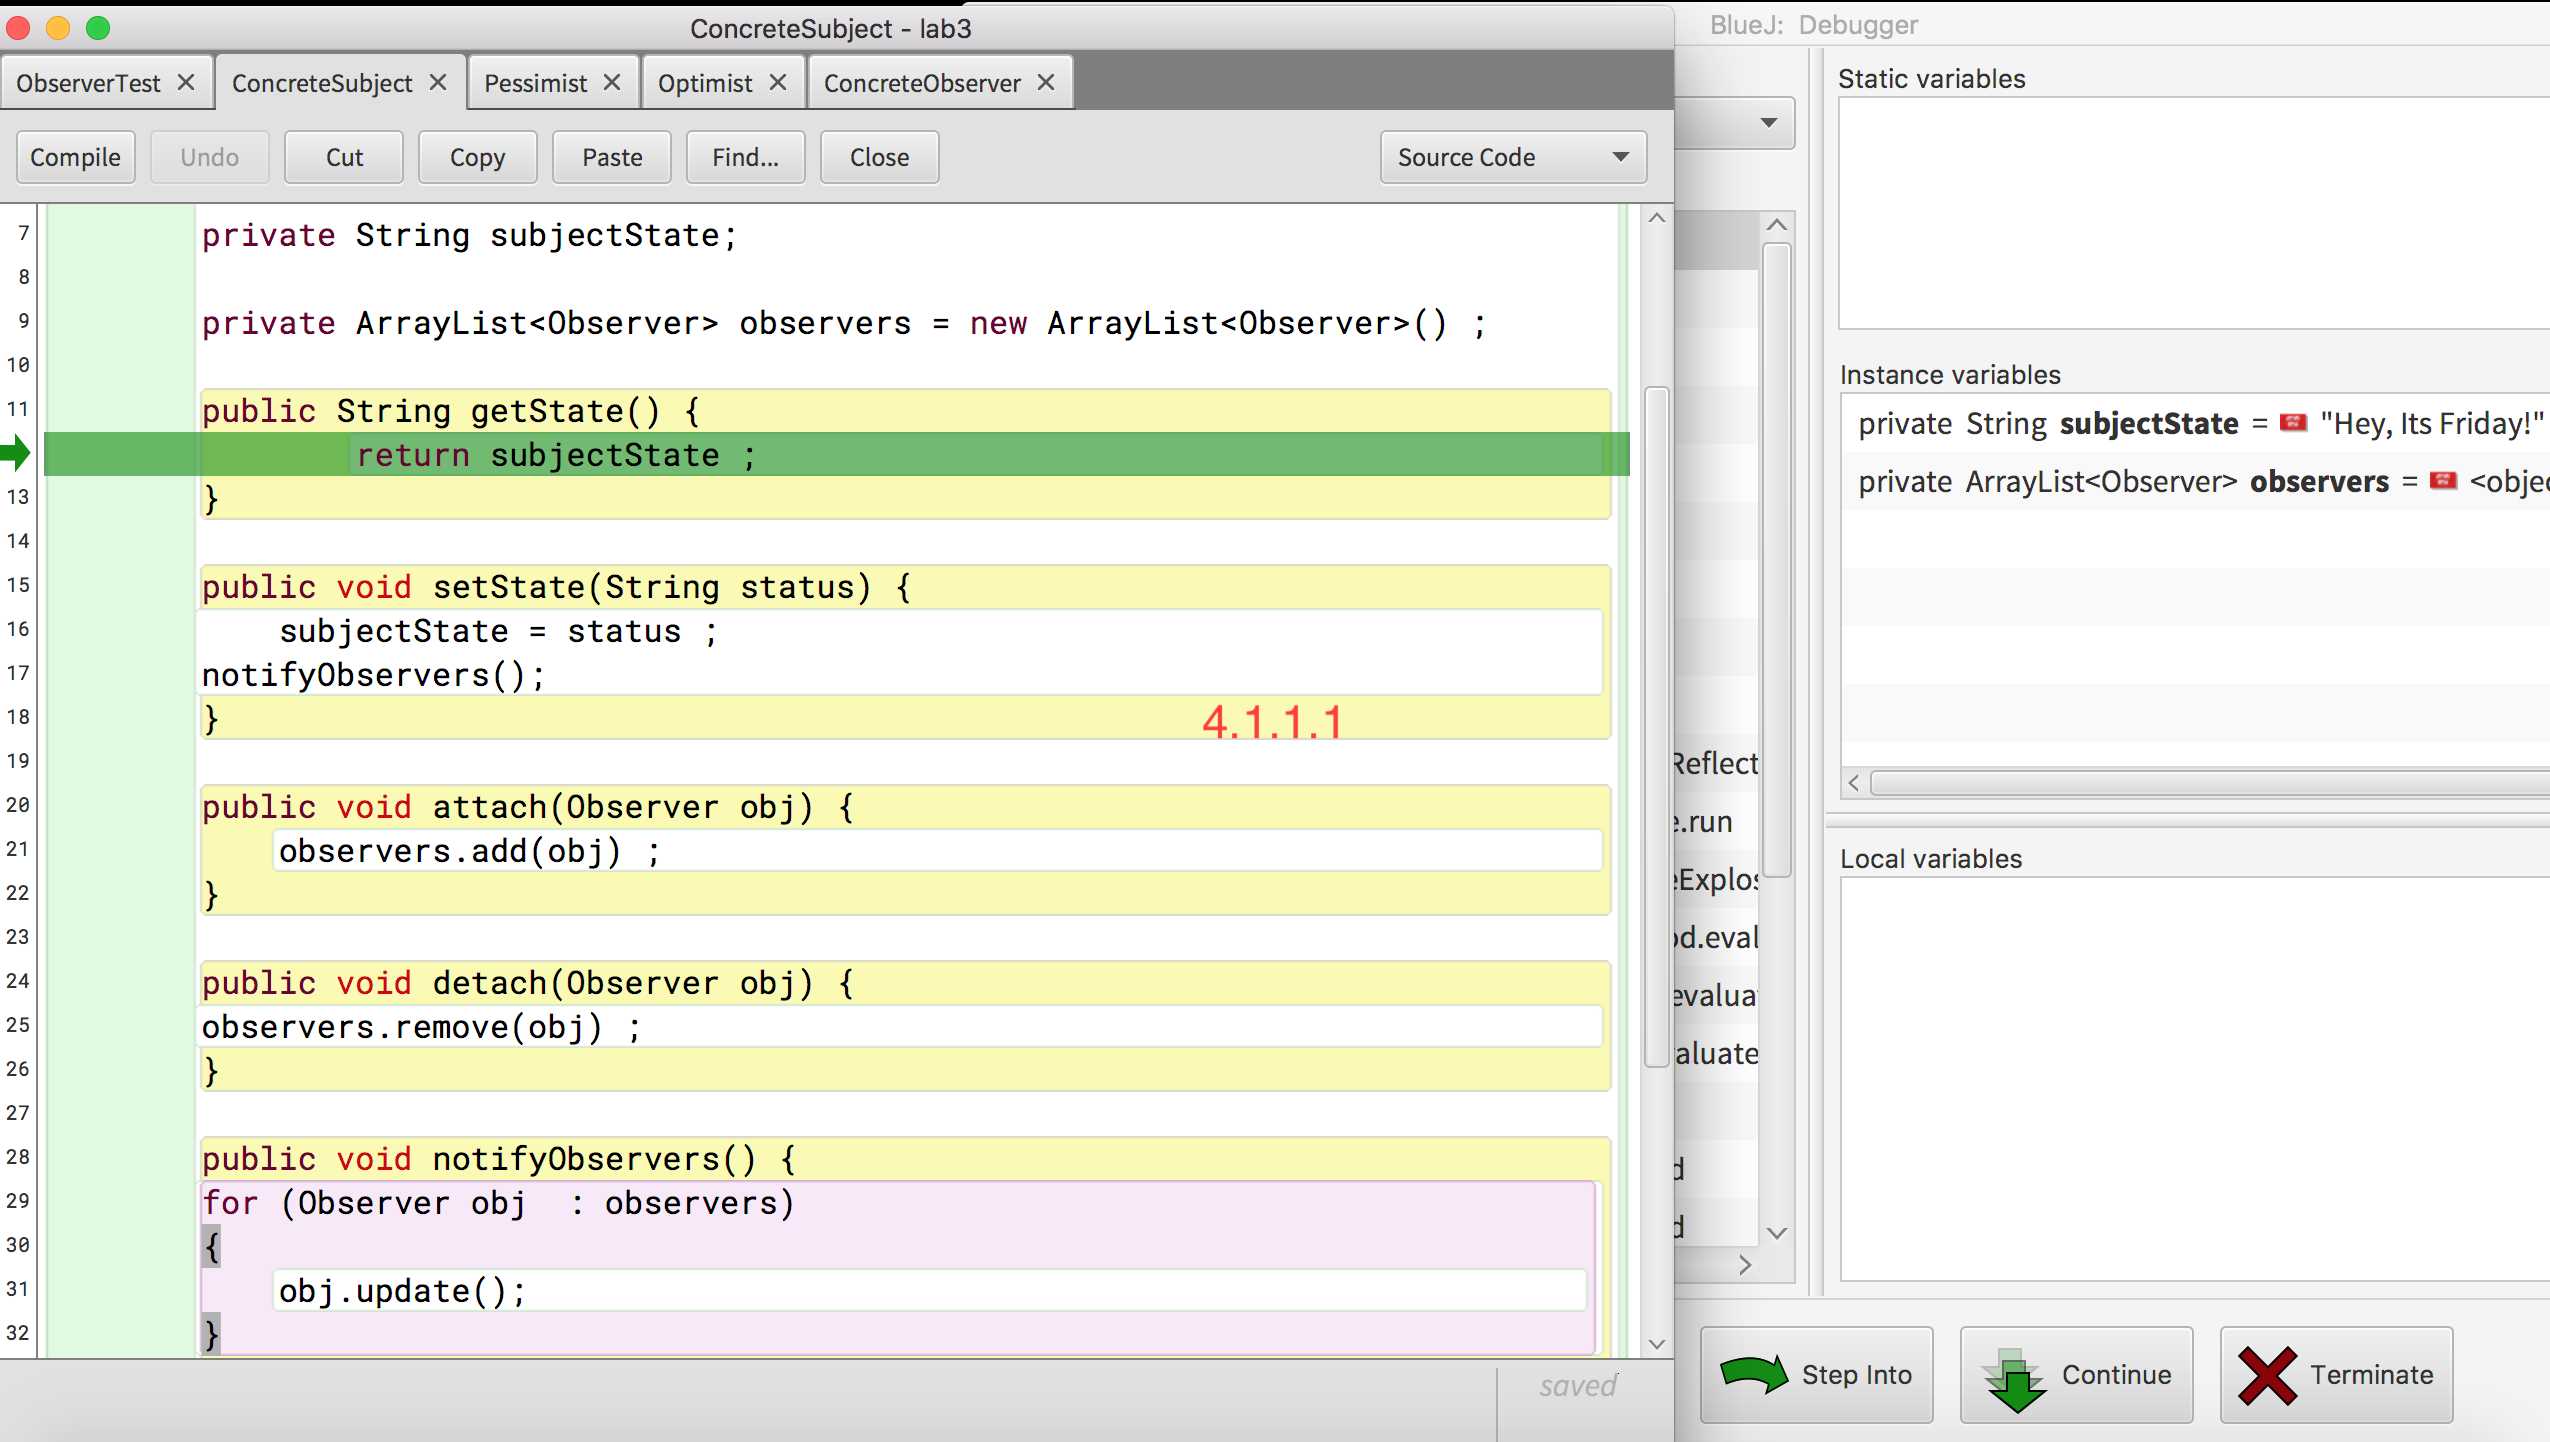 ConcreteSubject - lab3
BlueJ: Debugger
ObserverTest
ConcreteSubject
Pessimist
Optimist
ConcreteObserver
Compile
Undo
Cut
Copy
Paste
Find...
Close
Source Code
7 private String subjectState;
8
9 private ArrayList<Observer> observers = new ArrayList<Observer>() ;
10
11 public String getState() {
return subjectState ;
13 }
14
15 public void setState(String status) {
16 subjectState = status ;
17 notifyObservers();
18 }
4.1.1.1
19
20 public void attach(Observer obj) {
21 observers.add(obj) ;
22 }
23
24 public void detach(Observer obj) {
25 observers.remove(obj) ;
26 }
27
28 public void notifyObservers() {
29 for (Observer obj  : observers)
30 {
31 obj.update();
32 }
saved
Reflect
.run
Explos
d.eval
evalua
aluate
d
d
Static variables
Instance variables
private String subjectState = "Hey, Its Friday!"
private ArrayList<Observer> observers = <objec
Local variables
Step Into
Continue
Terminate